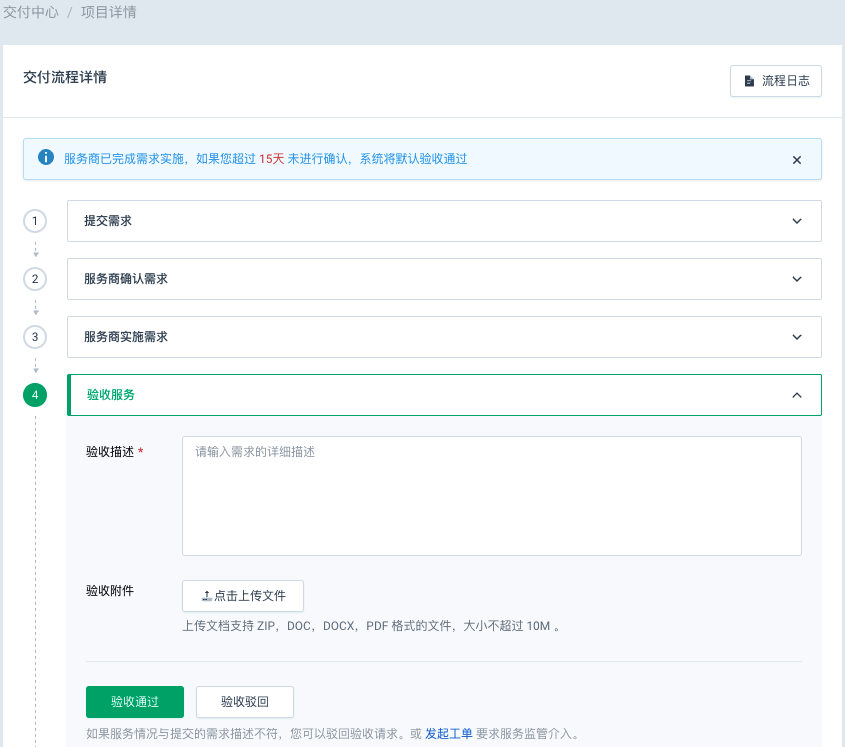 交付中心 / 项目详情
交付流程详情
流程日志
服务商已完成需求实施，如果您超过 15天 未进行确认，系统将默认验收通过
1
提交需求
2
服务商确认需求
3
服务商实施需求
4
验收服务
验收描述 *
请输入需求的详细描述
验收附件
点击上传文件
上传文档支持 ZIP，DOC，DOCX，PDF 格式的文件，大小不超过 10M 。
验收通过
验收驳回
如果服务情况与提交的需求描述不符，您可以驳回验收请求。或 发起工单 要求服务监管介入。